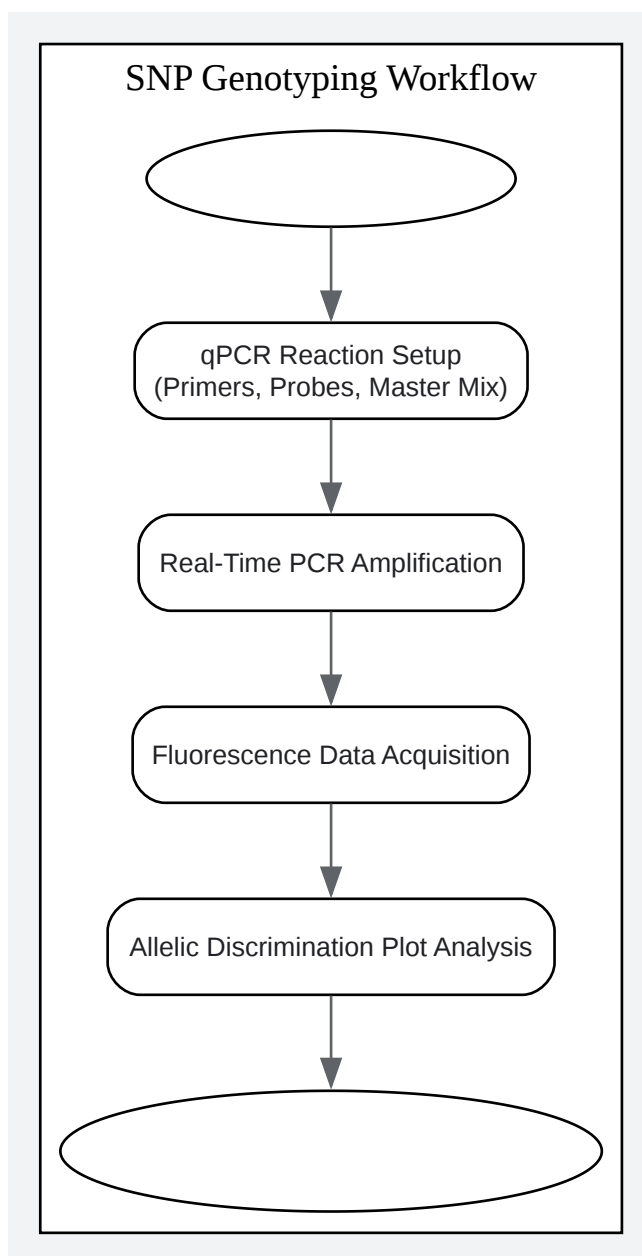 SNP Genotyping Workflow
qPCR Reaction Setup
(Primers, Probes, Master Mix)
Real-Time PCR Amplification
Fluorescence Data Acquisition
Allelic Discrimination Plot Analysis